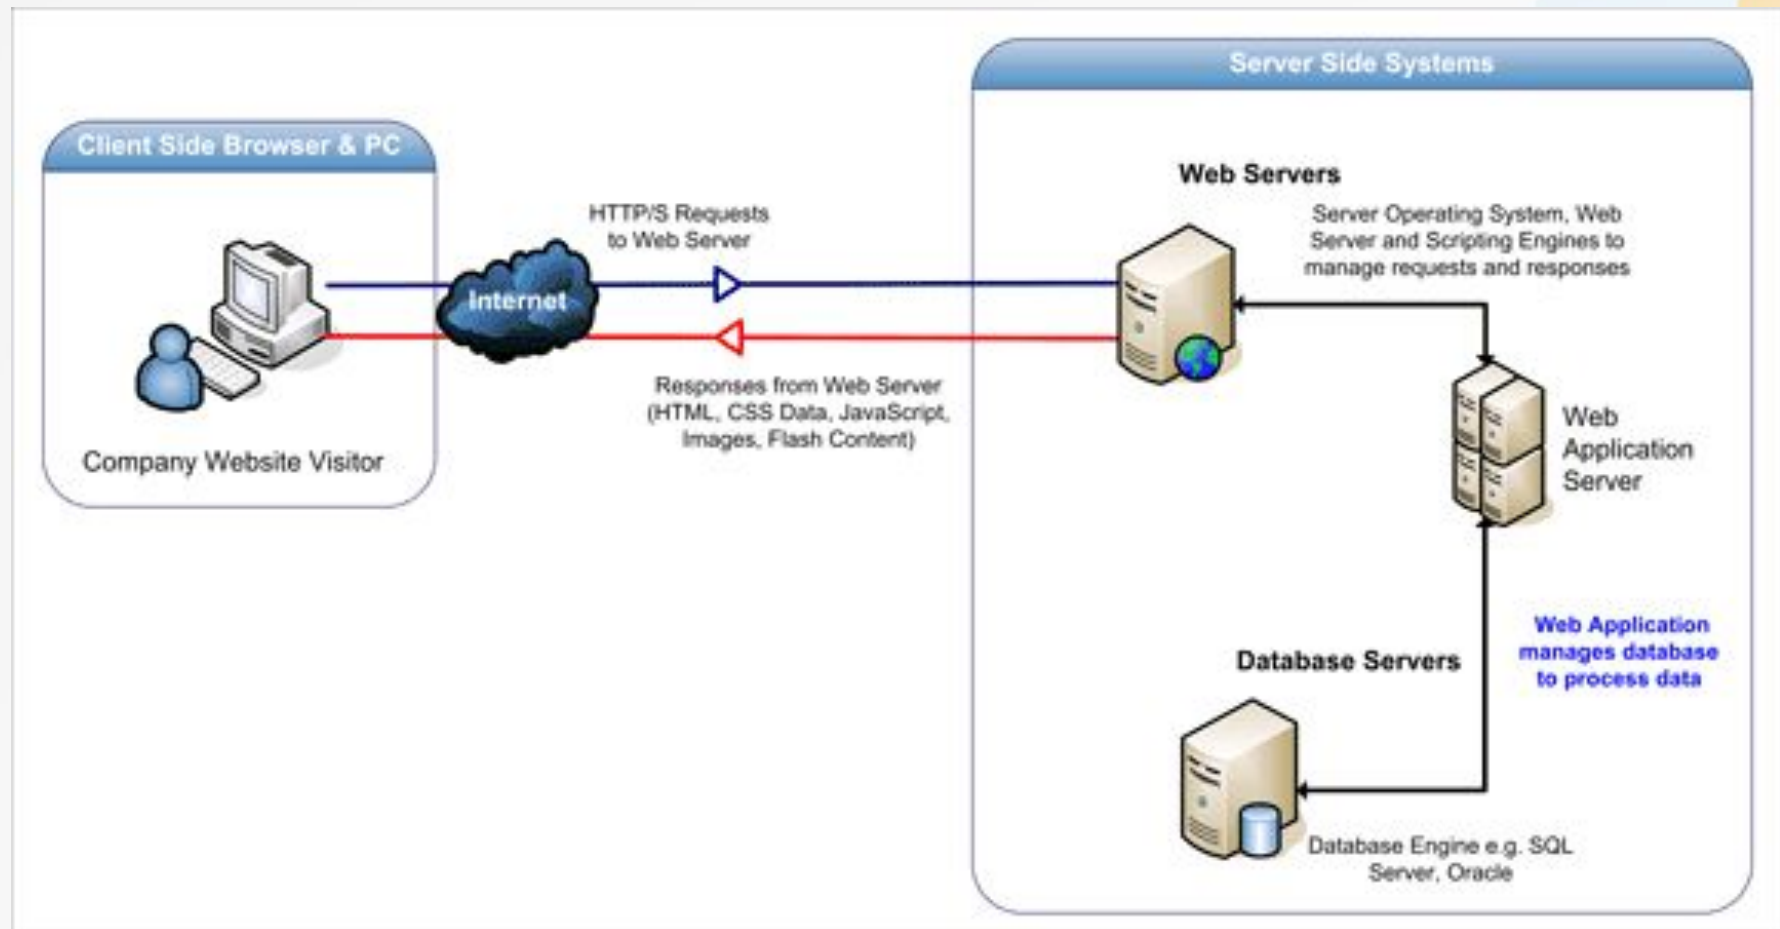 Server Side Systems
Client Side Browser & PC
Web Servers
HTTP/S Requests
to Web Server
Server Operating System, Web
Server and Scripting Engines to
manage requests and responses
Internet
Responses from Web Server
(HTML, CSS Data, JavaScript,
Images, Flash Content)
Company Website Visitor
Web
Application
Server
Web Application
manages database
to process data
Database Servers
Database Engine e.g. SQL
Server, Oracle